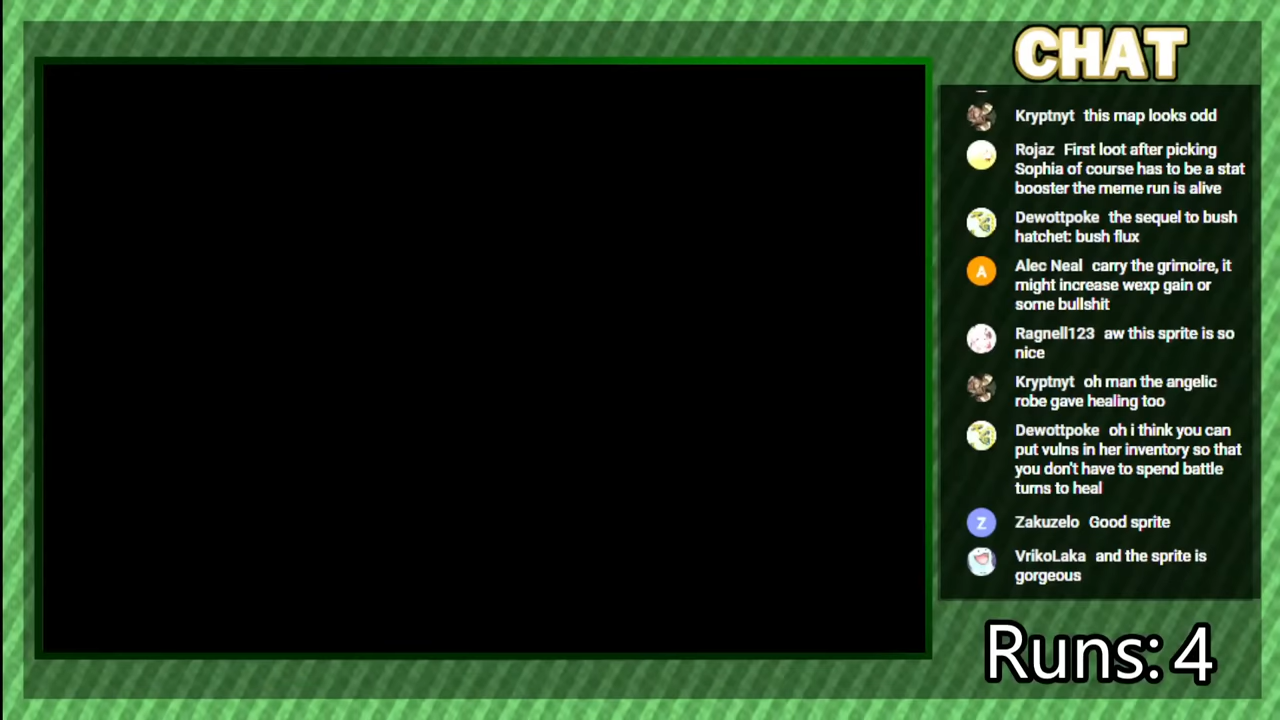 CHAT
Kryptnyt this map looks odd
Rojaz First loot after picking
Sophia of course has to be a stat
booster the meme run is alive
Dewottpoke the sequel to bush
hatchet: bush flux
A
Alec Neal carry the grimoire, it
might increase wexp gain or
some bullshit
Ragnell123 aw this sprite is so
nice
Kryptnyt oh man the angelic
robe gave healing too
Dewottpoke oh i think you can
put vulns in her inventory so that
you don't have to spend battle
turns to heal
Z
Zakuzelo Good sprite
VrikoLaka and the sprite is
gorgeous
Runs: 4